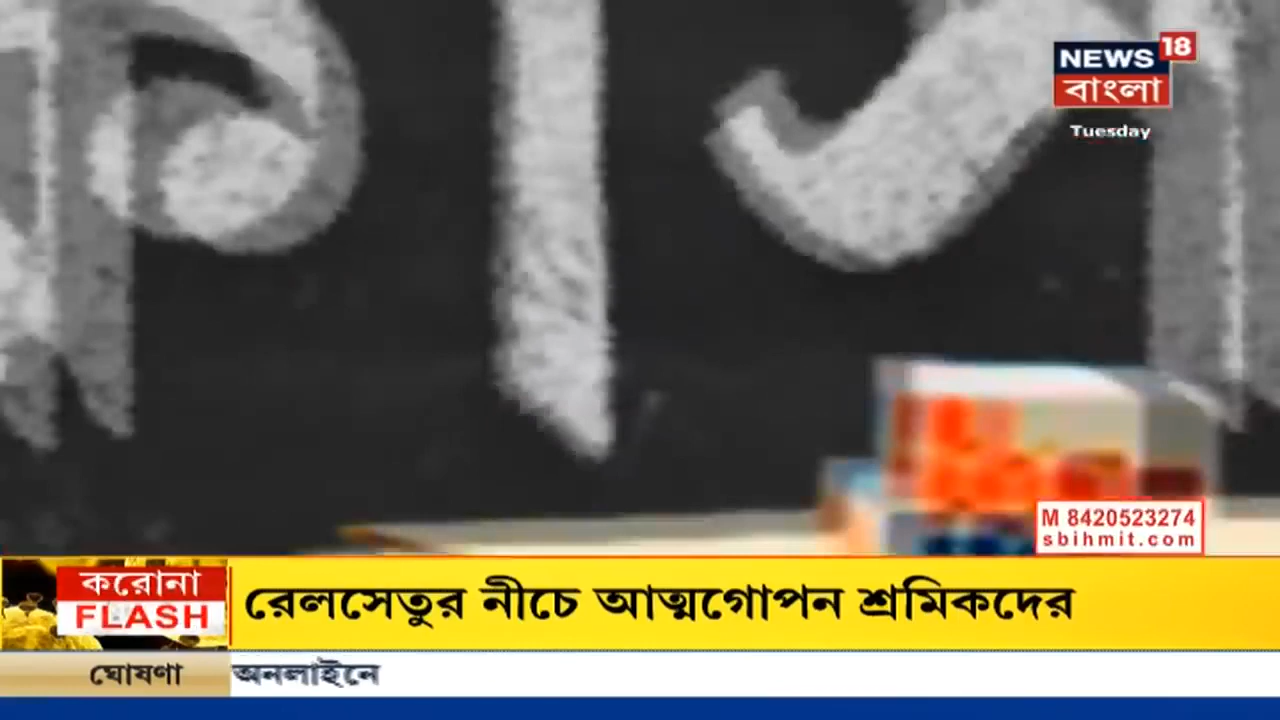 NEWS 18
বাংলা
Tuesday
M 8420523274
sbihmit.com
করোনা
FLASH
রেলসেতুর নীচে আত্মগোপন শ্রমিকদের
ঘোষণা
অনলাইনে